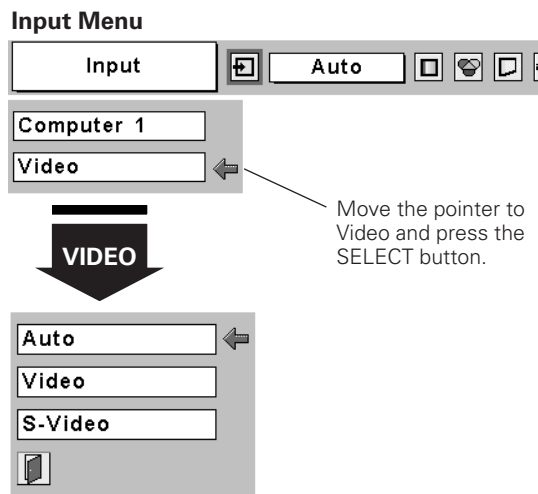 Input Menu
Input
Auto
Computer 1
Video
Move the pointer to
Video and press the
SELECT button.
VIDEO
Auto
Video
S-Video